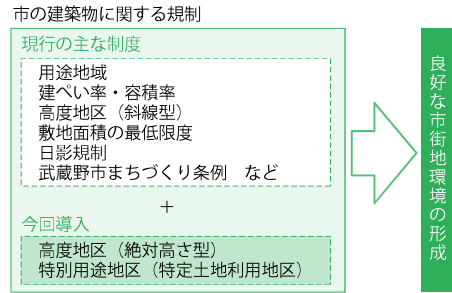 市の建築物に関する規制
現行の主な制度
用途地域
建ぺい率・容積率
高度地区（斜線型）
敷地面積の最低限度
日影規制
武蔵野市まちづくり条例　など
+
今回導入
高度地区（絶対高さ型）
特別用途地区（特定土地利用地区）
良好な市街地環境の形成